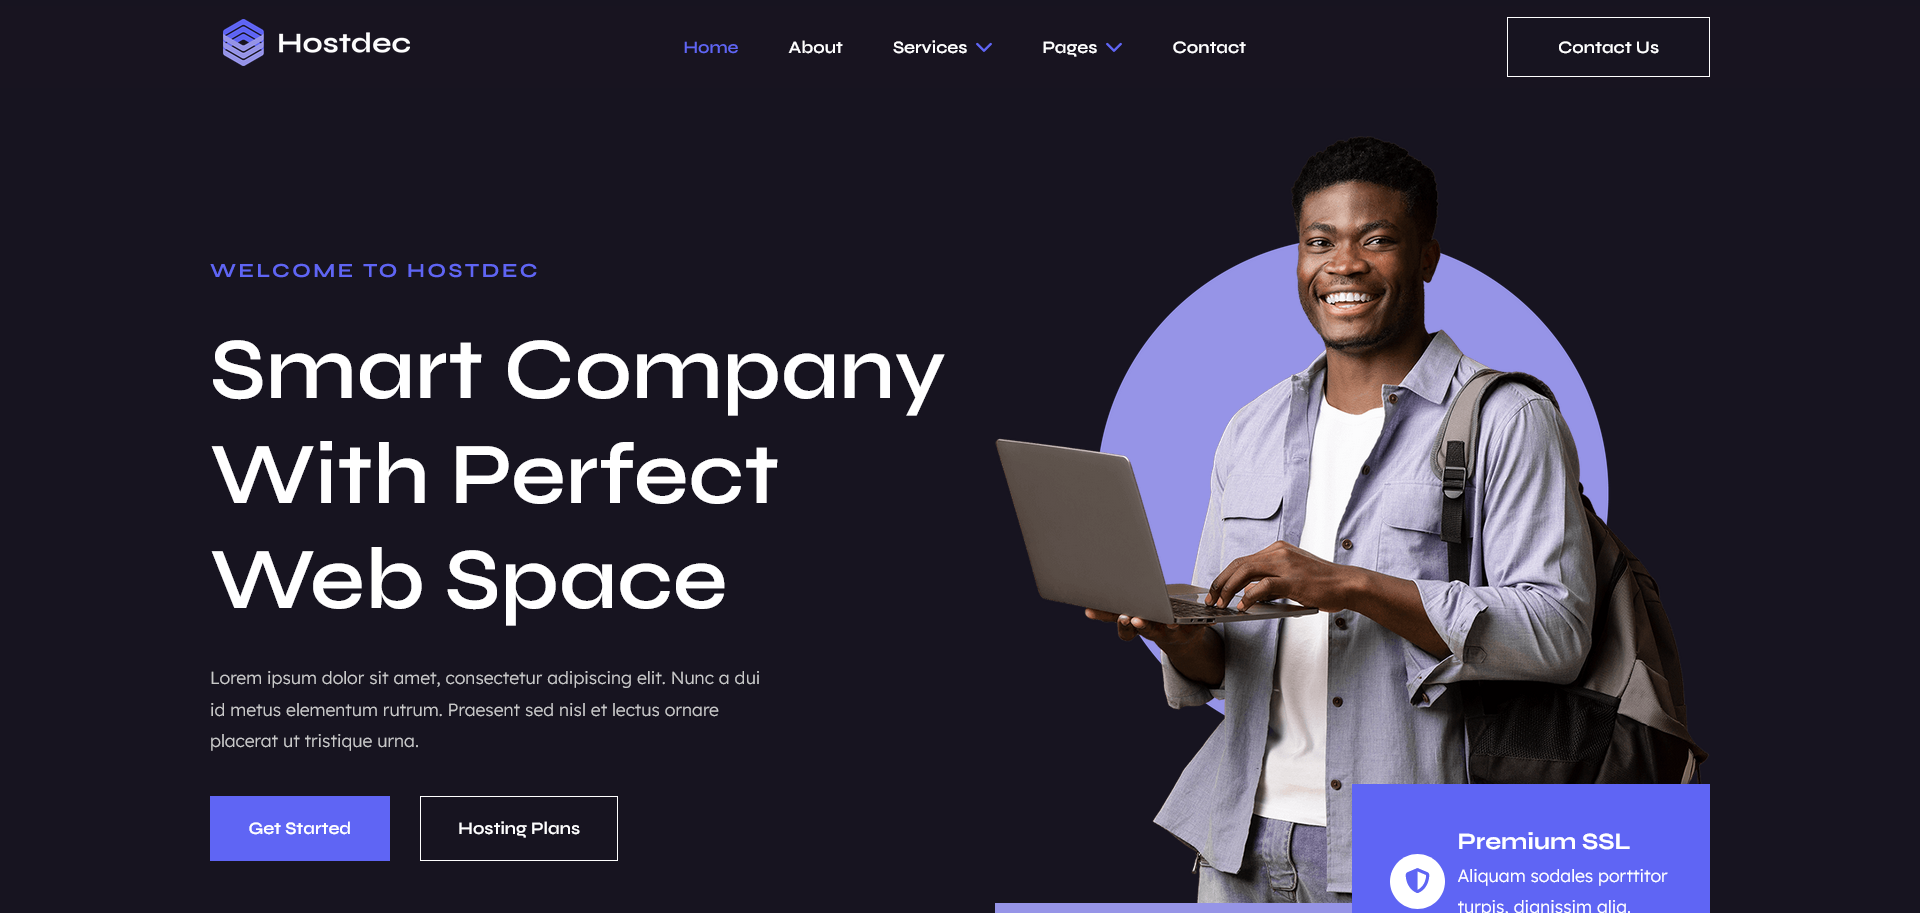 Hostdec
Home
About
Services
Pages
Contact
Contact Us
WELCOME TO HOSTDEC
Smart Company
With Perfect
Web Space
Lorem ipsum dolor sit amet, consectetur adipiscing elit. Nunc a dui
id metus elementum rutrum. Praesent sed nisl et lectus ornare
placerat ut tristique urna.
Get Started
Hosting Plans
Premium SSL
Aliquam sodales porttitor
turpis, dignissim aliq.